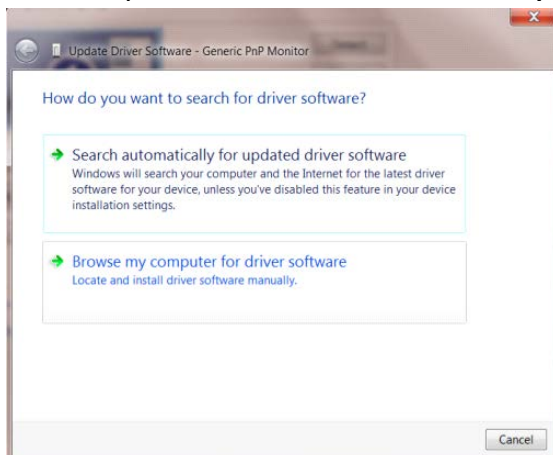 Update Driver Software - Generic PnP Monitor
How do you want to search for driver software?
Search automatically for updated driver software
Windows will search your computer and the Internet for the latest driver
software for your device, unless you've disabled this feature in your device
installation settings.
Browse my computer for driver software
Locate and install driver software manually.
Cancel